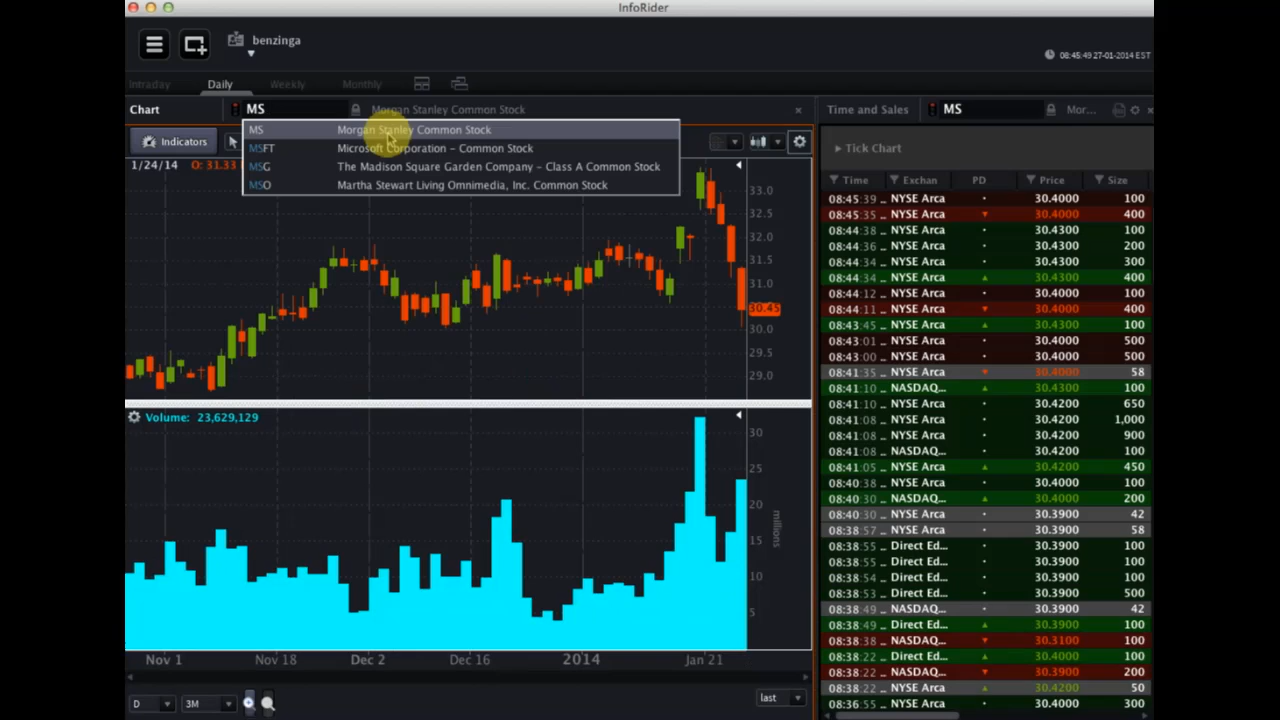 InfoRider
benzinga
08:45:49 27-01-2014 EST
Intraday Daily Weekly Monthly
Chart MS Morgan Stanley Common Stock
Time and Sales MS Mor...
MS Morgan Stanley Common Stock
MSFT Microsoft Corporation - Common Stock
MSG The Madison Square Garden Company - Class A Common Stock
MSO Martha Stewart Living Omnimedia, Inc. Common Stock
Indicators
1/24/14 O: 31.33
33.0
32.5
32.0
31.5
31.0
30.45
30.0
29.5
29.0
Volume: 23,629,129
30
25
20
15
10
5
millions
Nov 1 Nov 18 Dec 2 Dec 16 2014 Jan 21
D 3M last
Tick Chart
Time Exchan PD Price Size
08:45:39 .. NYSE Arca 30.4000 100
08:45:35 .. NYSE Arca 30.4000 400
08:44:38 .. NYSE Arca 30.4300 100
08:44:36 .. NYSE Arca 30.4300 200
08:44:34 .. NYSE Arca 30.4300 300
08:44:34 .. NYSE Arca 30.4300 400
08:44:12 .. NYSE Arca 30.4000 100
08:44:11 .. NYSE Arca 30.4000 400
08:43:45 .. NYSE Arca 30.4300 100
08:43:01 .. NYSE Arca 30.4000 500
08:43:00 .. NYSE Arca 30.4000 500
08:41:35 .. NYSE Arca 30.4000 58
08:41:10 .. NASDAQ... 30.4300 100
08:41:10 .. NYSE Arca 30.4200 650
08:41:08 .. NYSE Arca 30.4200 1,000
08:41:08 .. NYSE Arca 30.4200 900
08:41:08 .. NASDAQ... 30.4200 100
08:41:05 .. NYSE Arca 30.4200 450
08:40:38 .. NYSE Arca 30.4000 100
08:40:30 .. NASDAQ... 30.4000 200
08:40:30 .. NYSE Arca 30.3900 42
08:38:57 .. NYSE Arca 30.3900 58
08:38:55 .. Direct Ed... 30.3900 100
08:38:55 .. Direct Ed... 30.3900 100
08:38:54 .. Direct Ed... 30.3900 100
08:38:53 .. Direct Ed... 30.3900 500
08:38:49 .. NASDAQ... 30.3900 42
08:38:49 .. Direct Ed... 30.3900 100
08:38:38 .. NASDAQ... 30.3100 100
08:38:22 .. Direct Ed... 30.4000 100
08:38:22 .. NASDAQ... 30.3900 200
08:38:22 .. NYSE Arca 30.4200 50
08:36:55 .. NYSE Arca 30.4000 300